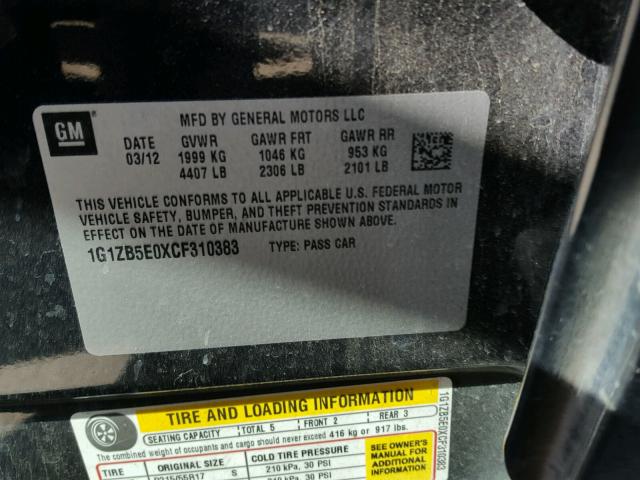 GM
MFD BY GENERAL MOTORS LLC
DATE GVWR GAWR FRT GAWR RR
03/12 1999 KG 1046 KG 953 KG
4407 LB 2306 LB 2101 LB
THIS VEHICLE CONFORMS TO ALL APPLICABLE U.S. FEDERAL MOTOR
VEHICLE SAFETY, BUMPER, AND THEFT PREVENTION STANDARDS IN
EFFECT ON THE DATE OF MANUFACTURE SHOWN ABOVE.
1G1ZB5E0XCF310383 TYPE: PASS CAR
TIRE AND LOADING INFORMATION
SEATING CAPACITY TOTAL 5 FRONT 2 REAR 3
The combined weight of occupants and cargo should never exceed 416 kg or 917 lbs.
TIRE ORIGINAL SIZE COLD TIRE PRESSURE
S 210 kPa, 30 PSI
SEE OWNER'S
MANUAL FOR
ADDITIONAL
INFORMATION
1G1ZB5E0XCF310383